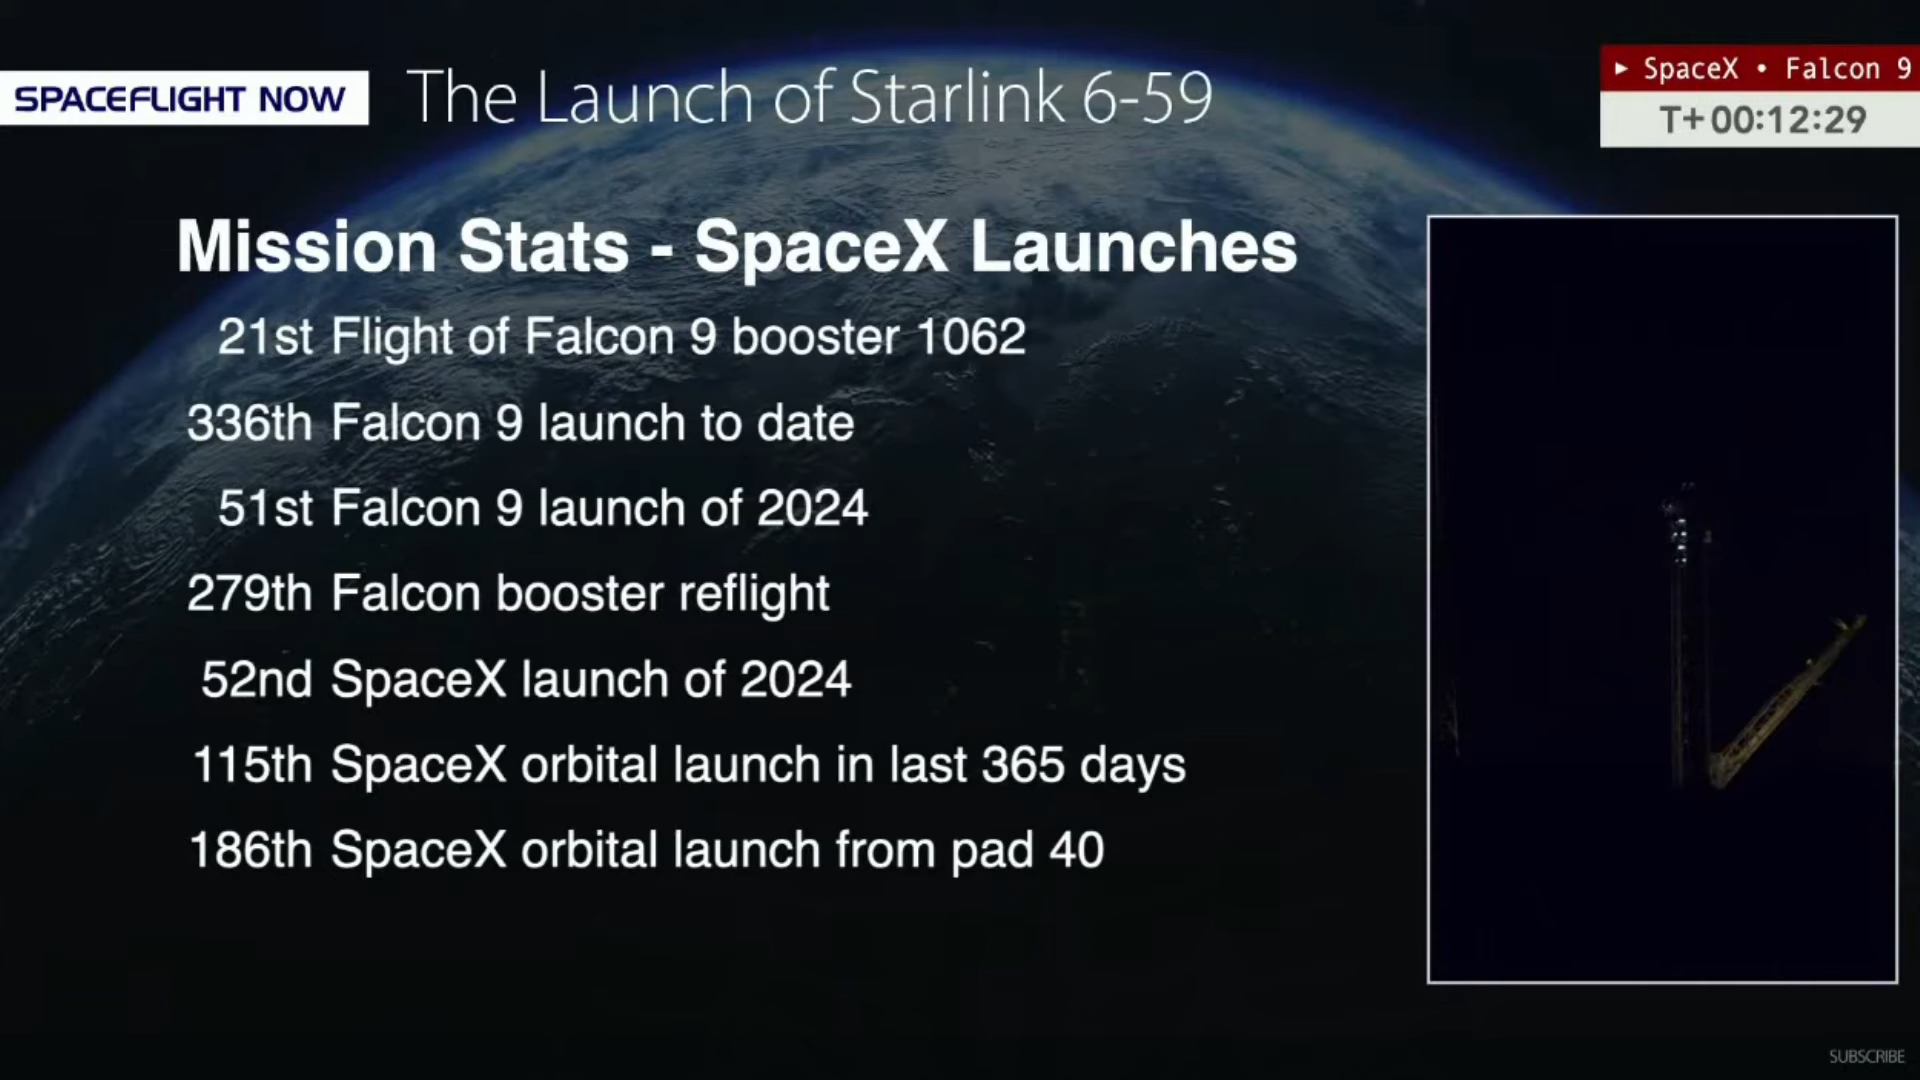 SPACEFLIGHT NOW
The Launch of Starlink 6-59
▸ SpaceX • Falcon 9
T+00:12:29
Mission Stats - SpaceX Launches
21st Flight of Falcon 9 booster 1062
336th Falcon 9 launch to date
51st Falcon 9 launch of 2024
279th Falcon booster reflight
52nd SpaceX launch of 2024
115th SpaceX orbital launch in last 365 days
186th SpaceX orbital launch from pad 40
SUBSCRIBE